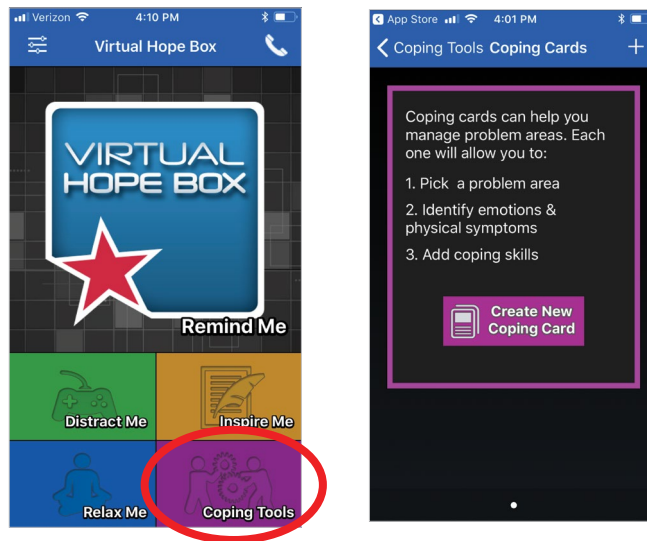 Verizon 4:10 PM
Virtual Hope Box
VIRTUAL
HOPE BOX
Remind Me
Distract Me
Inspire Me
Relax Me
Coping Tools
App Store 4:01 PM
Coping Tools Coping Cards +
Coping cards can help you
manage problem areas. Each
one will allow you to:
1. Pick a problem area
2. Identify emotions &
physical symptoms
3. Add coping skills
Create New
Coping Card